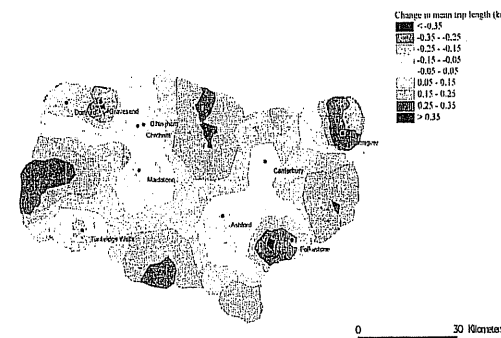 Change in mean trip length (k
< -0.35
-0.35 - -0.25
-0.25 - -0.15
-0.15 - -0.05
-0.05 - 0.05
0.05 - 0.15
0.15 - 0.25
0.25 - 0.35
> 0.35
Gravesend
Gillingham
Chatham
Maidstone
Canterbury
Ashford
Tunbridge Wells
Folkestone
0 30 Kilometer